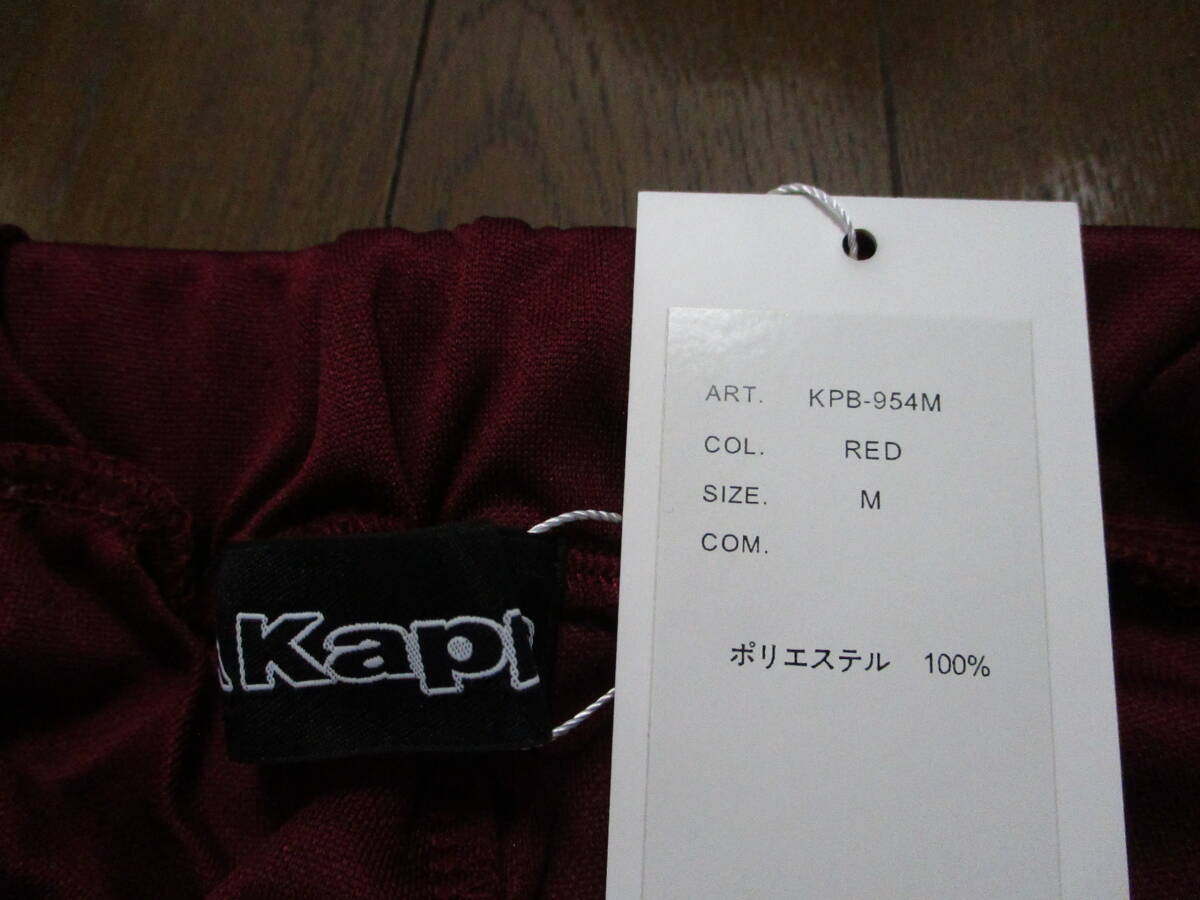 Kapp
ART. KPB-954M
COL. RED
SIZE. M
COM.
ポリエステル 100%